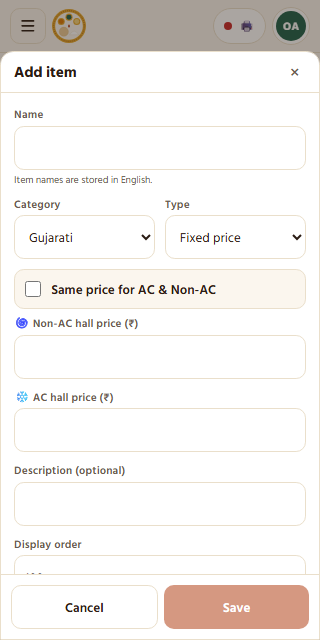 OA
Add item
×
Name
Item names are stored in English.
Category
Type
Gujarati
Fixed price
Same price for AC & Non-AC
Non-AC hall price (₹)
AC hall price (₹)
Description (optional)
Display order
Cancel
Save